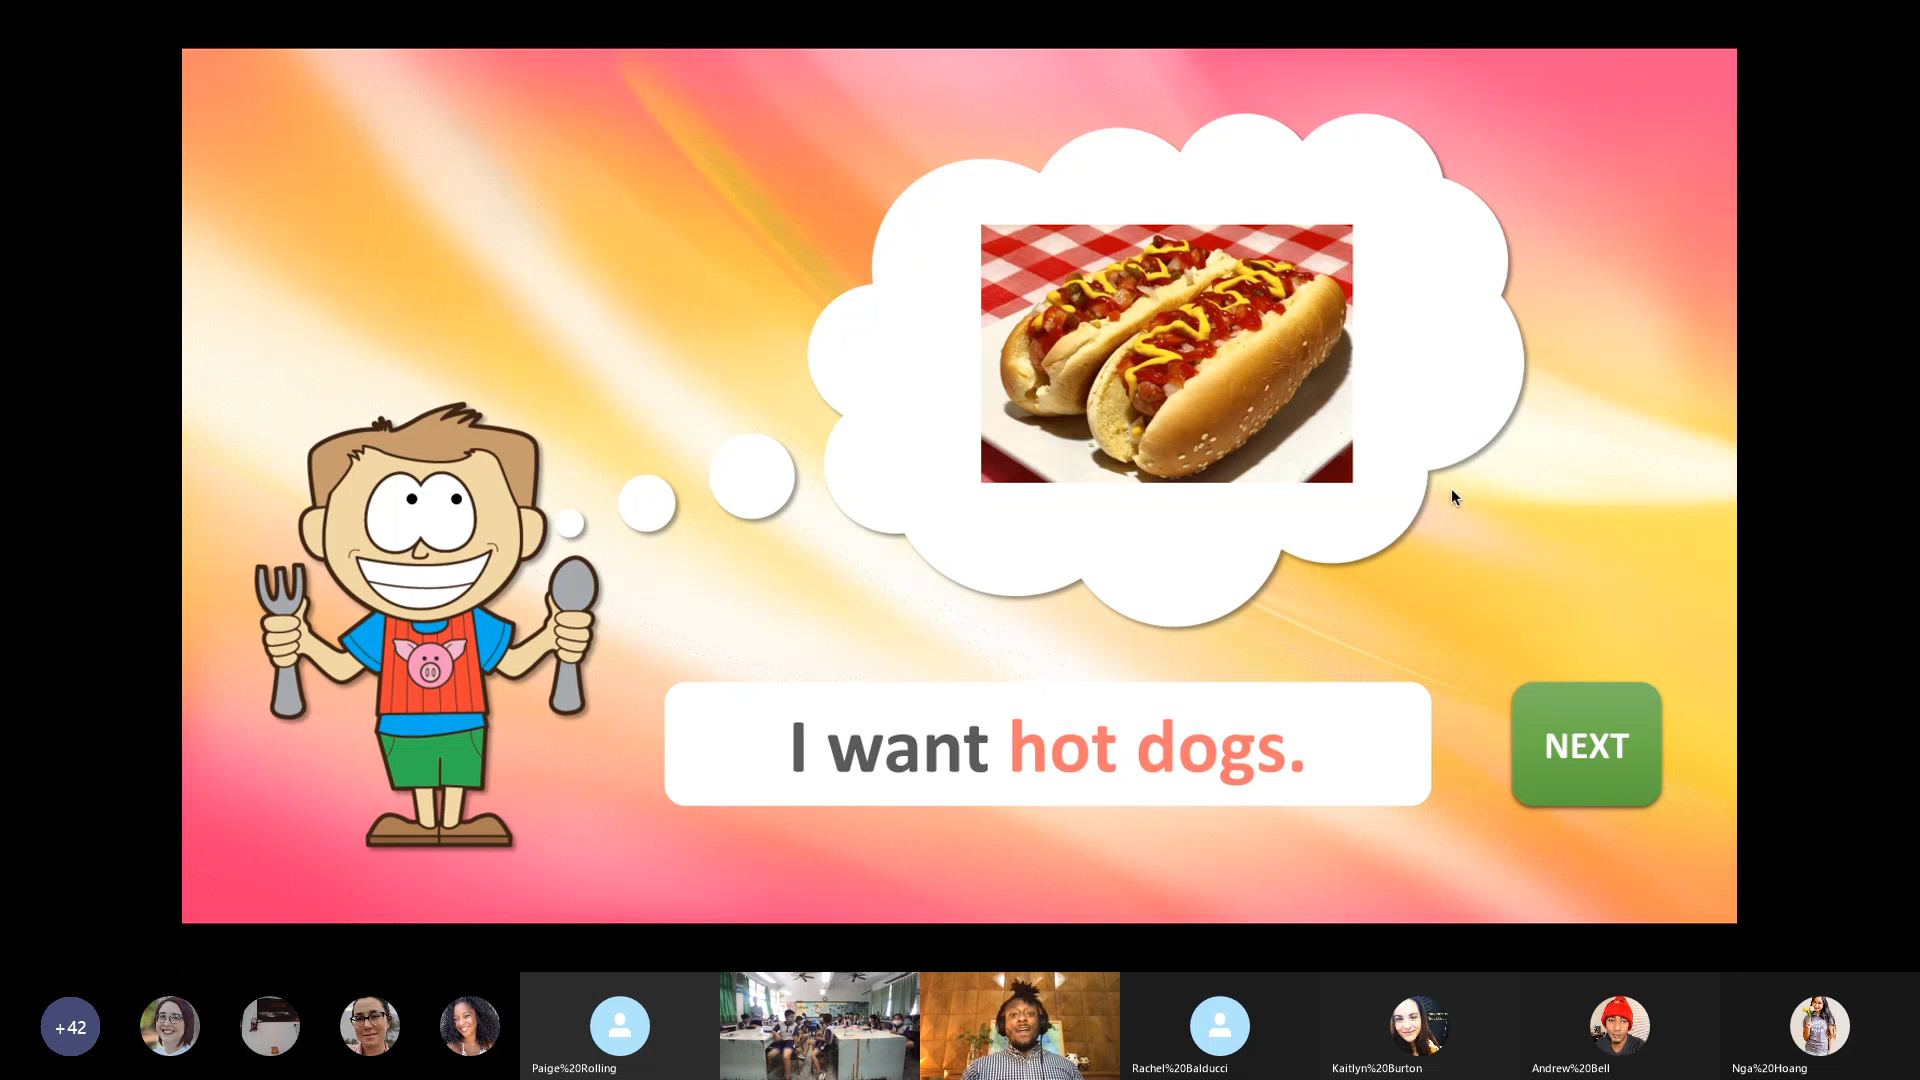 I want hot dogs.
NEXT
+42
Paige%20Rolling
Rachel%20Balducci
Kaitlyn%20Burton
Andrew%20Bell
Nga%20Hoang